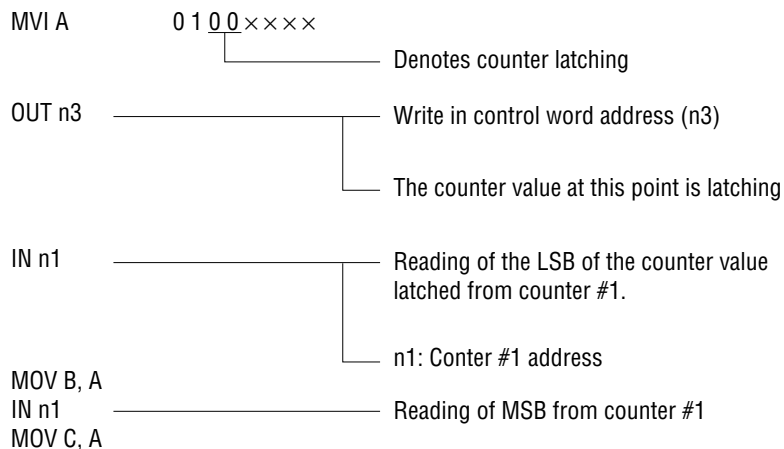 MVI A 0 1 0 0 ××××
Denotes counter latching
OUT n3 Write in control word address (n3)
The counter value at this point is latching
IN n1 Reading of the LSB of the counter value
latched from counter #1.
n1: Conter #1 address
MOV B, A
IN n1 Reading of MSB from counter #1
MOV C, A